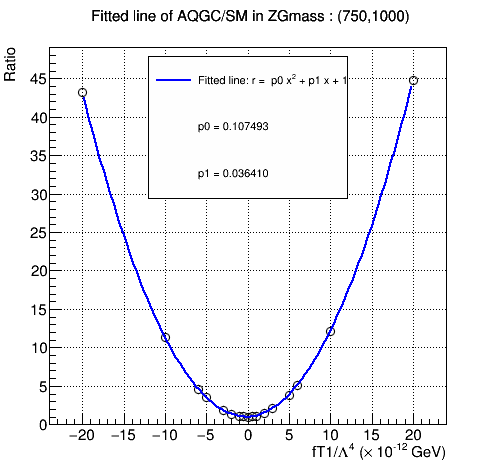 Fitted line of AQGC/SM in ZGmass : (750,1000)
Ratio
Fitted line: r = p0 x² + p1 x + 1
p0 = 0.107493
p1 = 0.036410
45
40
35
30
25
20
15
10
5
0
−20 −15 −10 −5 0 5 10 15 20
fT1/Λ⁴ (× 10⁻¹² GeV)